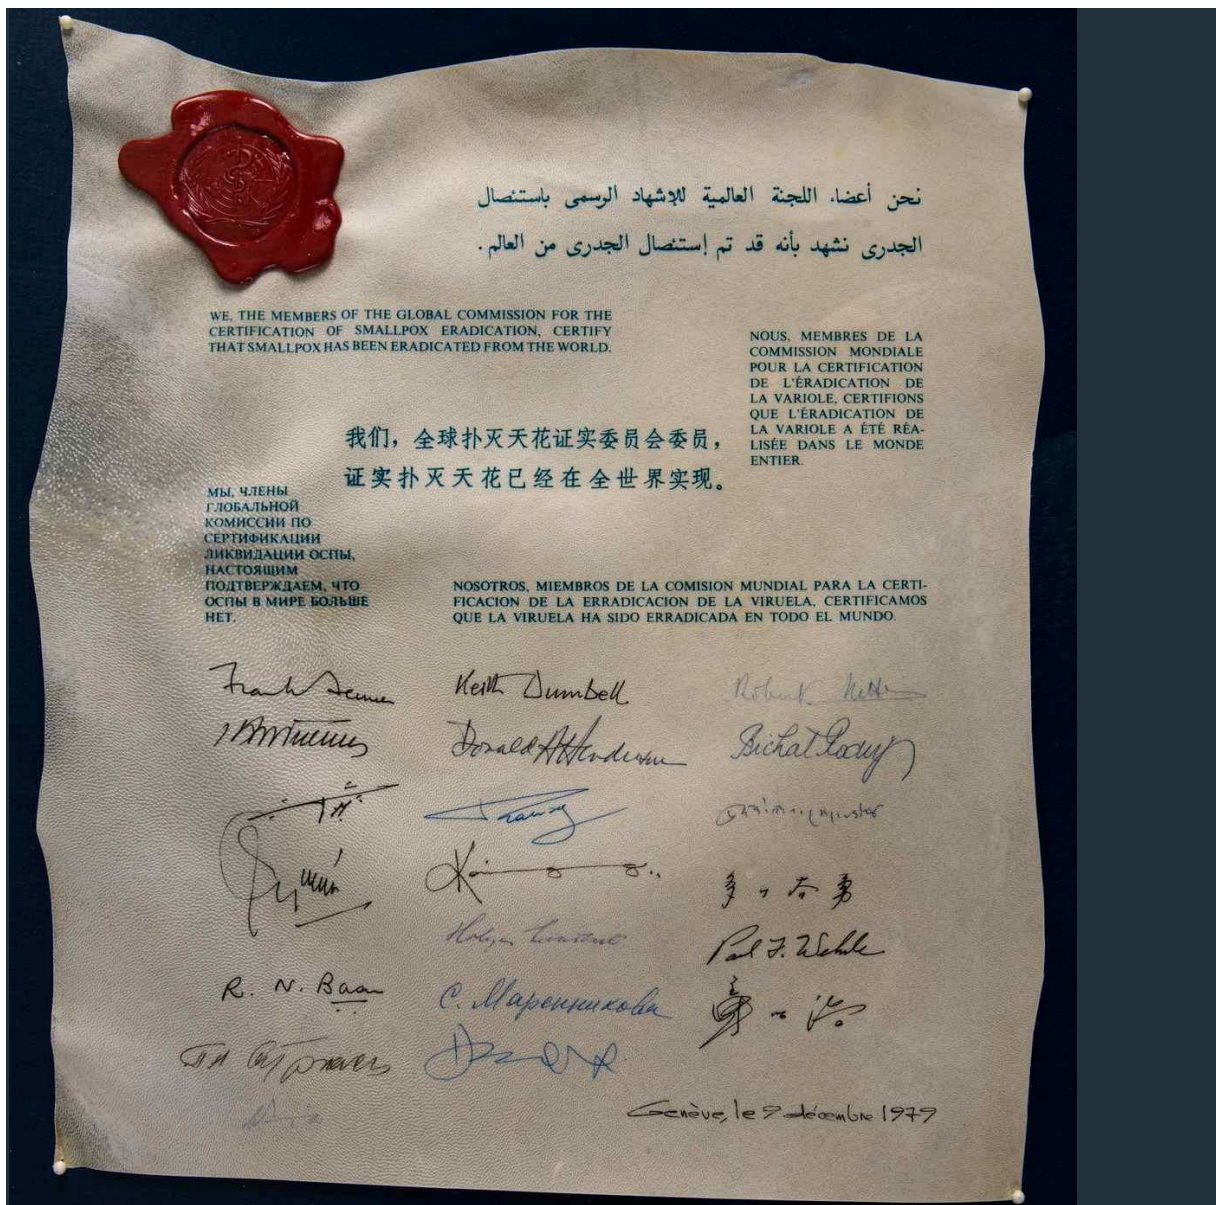 نحن أعضاء اللجنة العالمية للإشهاد الرسمى باستئصال
الجدرى نشهد بأنه قد تم إستئصال الجدرى من العالم .
WE, THE MEMBERS OF THE GLOBAL COMMISSION FOR THE
CERTIFICATION OF SMALLPOX ERADICATION, CERTIFY
THAT SMALLPOX HAS BEEN ERADICATED FROM THE WORLD.
NOUS, MEMBRES DE LA
COMMISSION MONDIALE
POUR LA CERTIFICATION
DE L'ÉRADICATION DE
LA VARIOLE, CERTIFIONS
QUE L'ÉRADICATION DE
LA VARIOLE A ÉTÉ RÉA-
LISÉE DANS LE MONDE
ENTIER.
我们，全球扑灭天花证实委员会委员，
证实扑灭天花已经在全世界实现。
МЫ, ЧЛЕНЫ
ГЛОБАЛЬНОЙ
КОМИССИИ ПО
СЕРТИФИКАЦИИ
ЛИКВИДАЦИИ ОСПЫ,
НАСТОЯЩИМ
ПОДТВЕРЖДАЕМ, ЧТО
ОСПЫ В МИРЕ БОЛЬШЕ
НЕТ.
NOSOTROS, MIEMBROS DE LA COMISION MUNDIAL PARA LA CERTI-
FICACION DE LA ERRADICACION DE LA VIRUELA, CERTIFICAMOS
QUE LA VIRUELA HA SIDO ERRADICADA EN TODO EL MUNDO.
Frank Fenner
Keith Dumbell
Robert
Donald A Henderson
Bichat
R. N. Basu
С. Маренникова
Paul F. Wehrle
Genève, le 9 décembre 1979